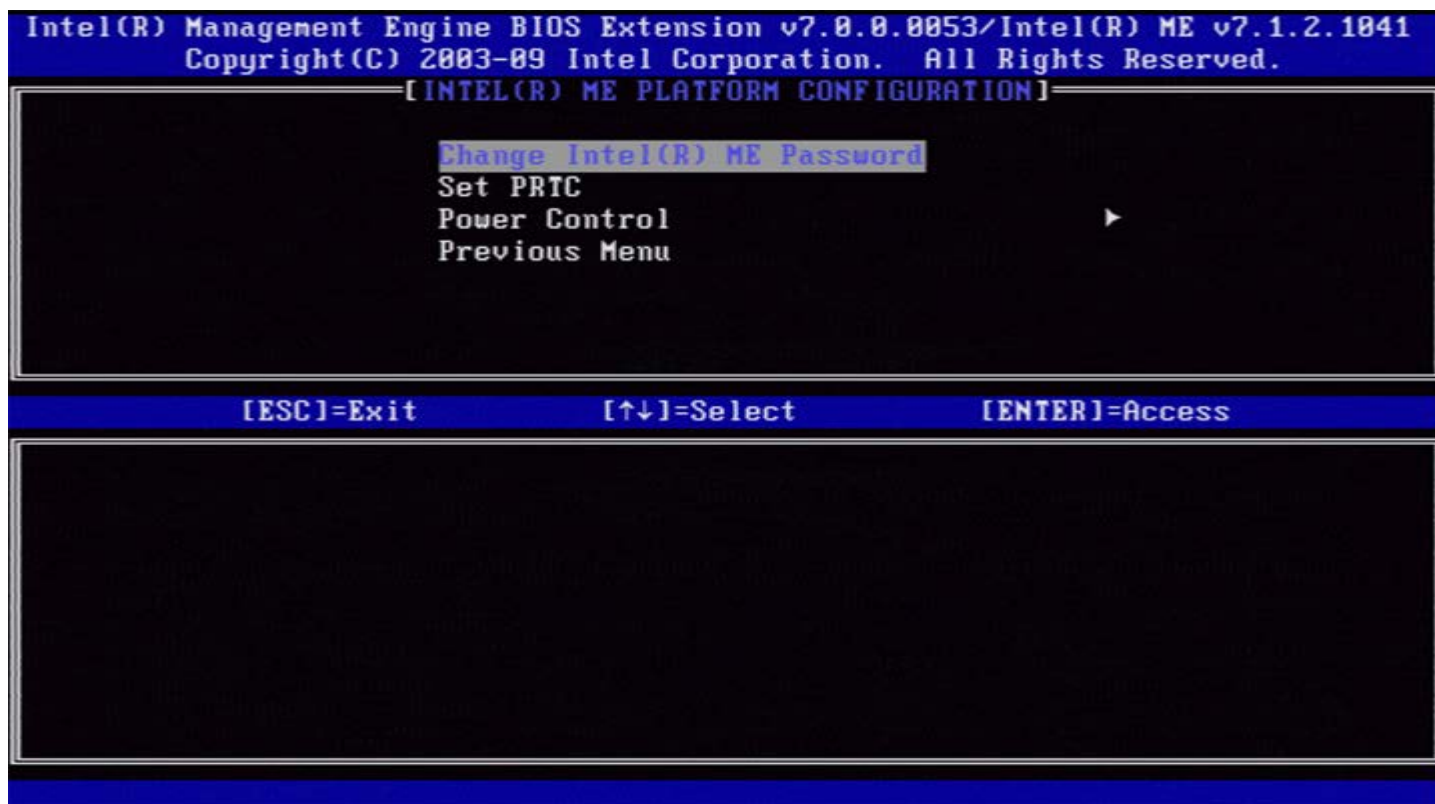 Intel(R) Management Engine BIOS Extension v7.0.0.0053/Intel(R) ME v7.1.2.1041
Copyright(C) 2003-09 Intel Corporation. All Rights Reserved.
[INTEL(R) ME PLATFORM CONFIGURATION]
Change Intel(R) ME Password
Set PRTC
Power Control ►
Previous Menu
[ESC]=Exit [↑↓]=Select [ENTER]=Access